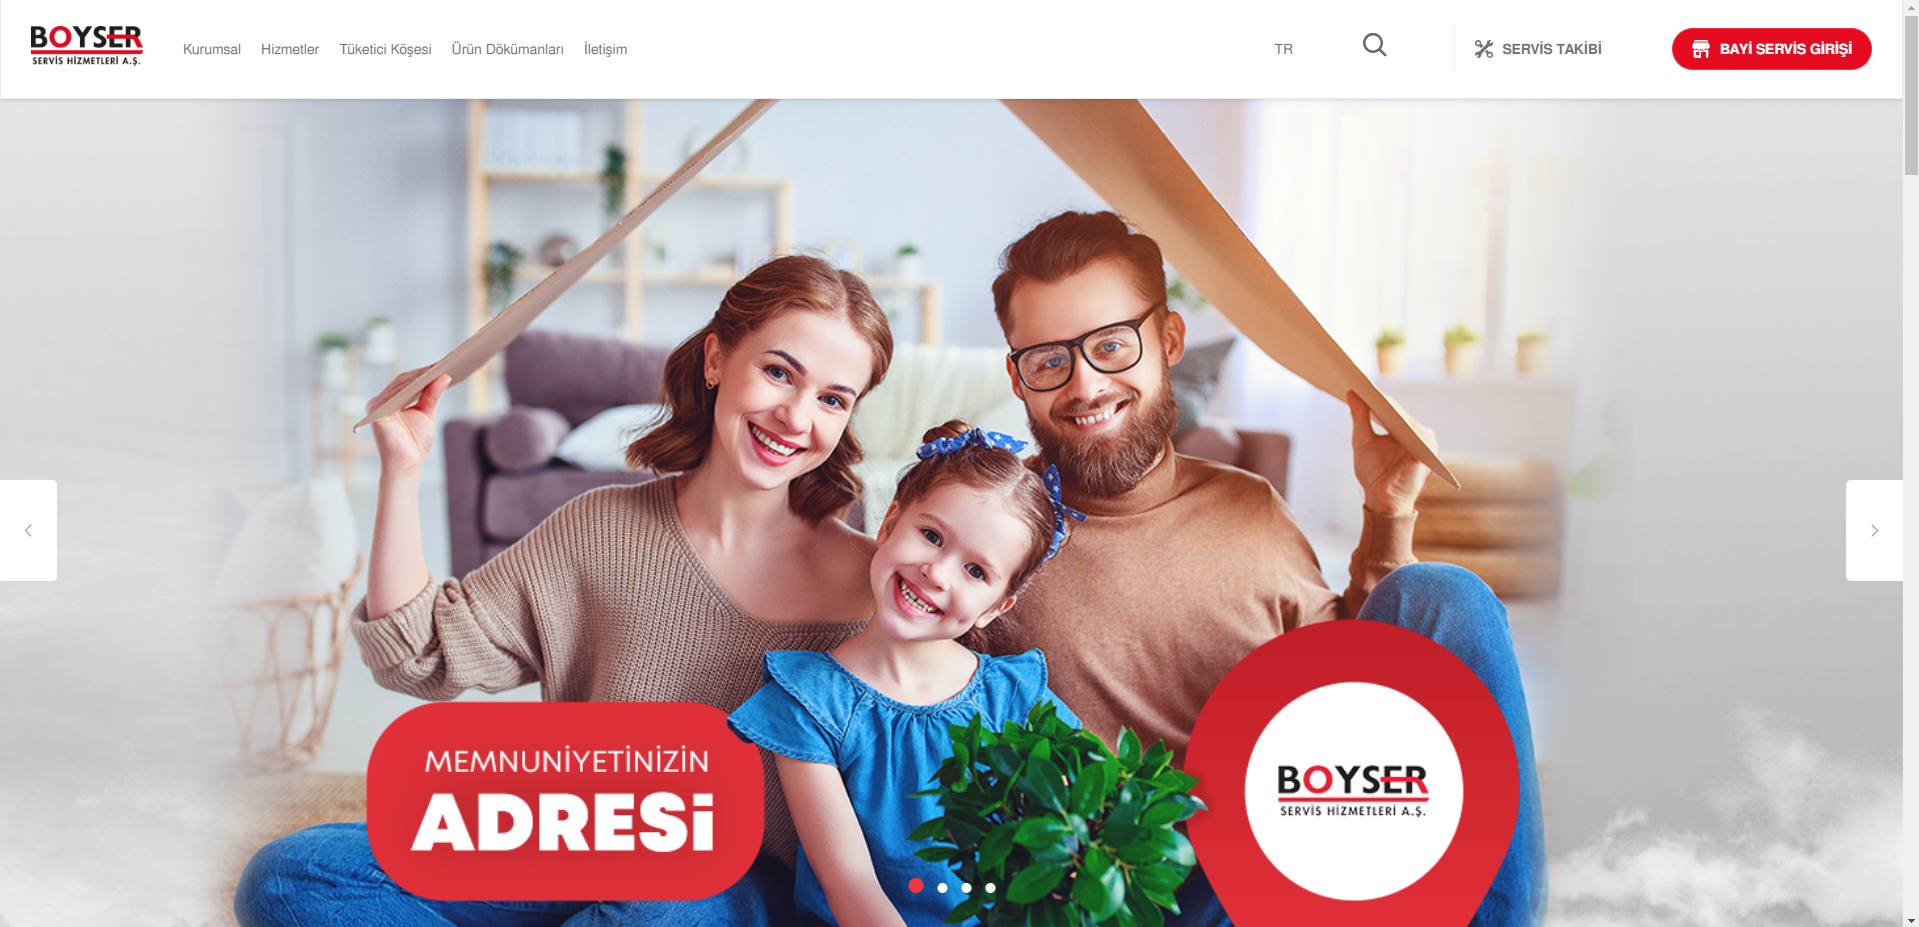 BOYSER
SERVİS HİZMETLERİ A.Ş.
Kurumsal
Hizmetler
Tüketici Köşesi
Ürün Dökümanları
İletişim
TR
SERVİS TAKİBİ
BAYİ SERVİS GİRİŞİ
MEMNUNİYETİNİZİN
ADRESİ
BOYSER
SERVİS HİZMETLERİ A.Ş.